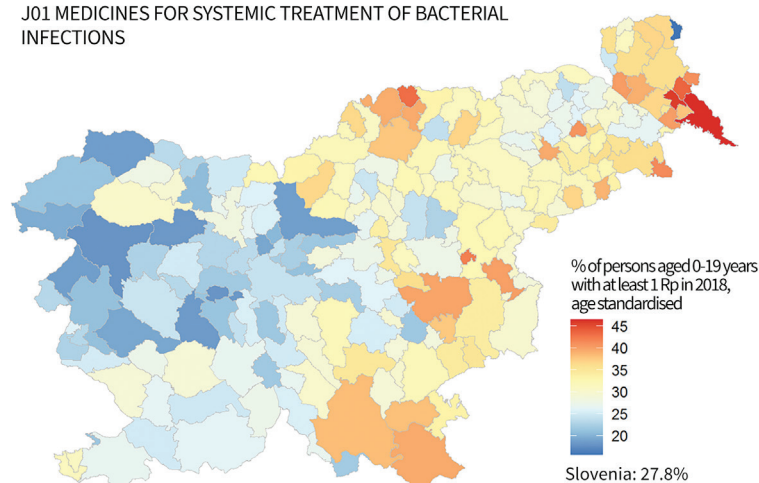 J01 MEDICINES FOR SYSTEMIC TREATMENT OF BACTERIAL
INFECTIONS
% of persons aged 0-19 years
with at least 1 Rp in 2018,
age standardised
45
40
35
30
25
20
Slovenia: 27.8%